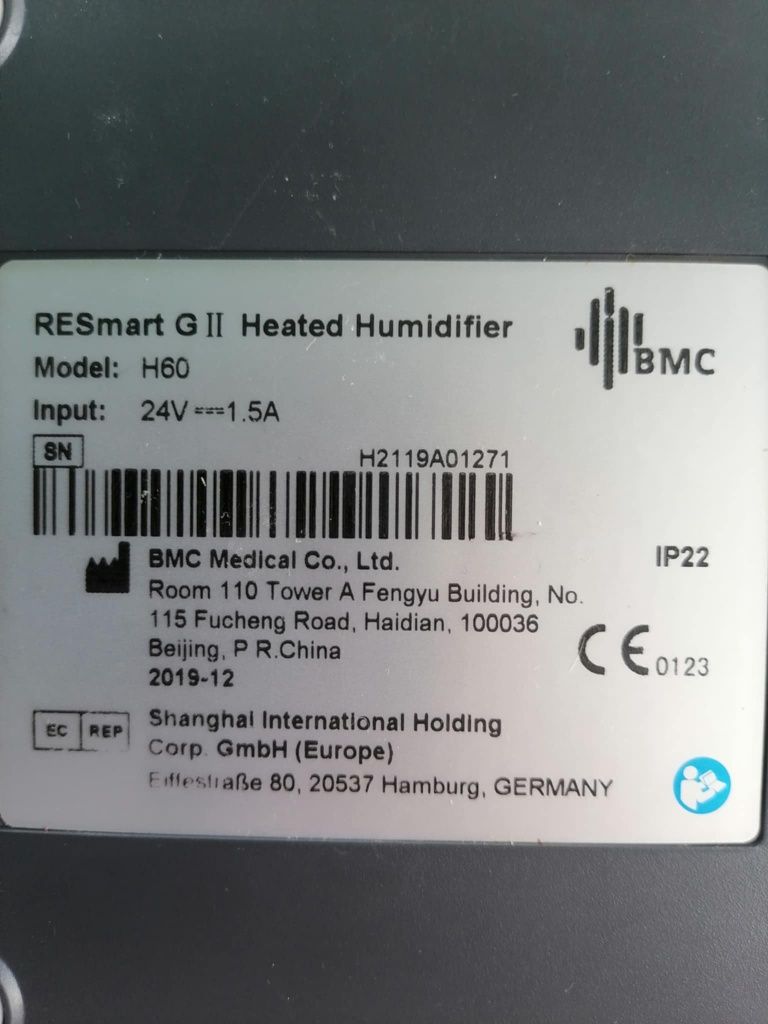 RESmart G II Heated Humidifier
BMC
Model: H60
Input: 24V ⎓ 1.5A
SN
H2119A01271
BMC Medical Co., Ltd.
IP22
Room 110 Tower A Fengyu Building, No.
115 Fucheng Road, Haidian, 100036
Beijing, P R.China
CE 0123
2019-12
EC REP
Shanghai International Holding
Corp. GmbH (Europe)
Eiffestraße 80, 20537 Hamburg, GERMANY